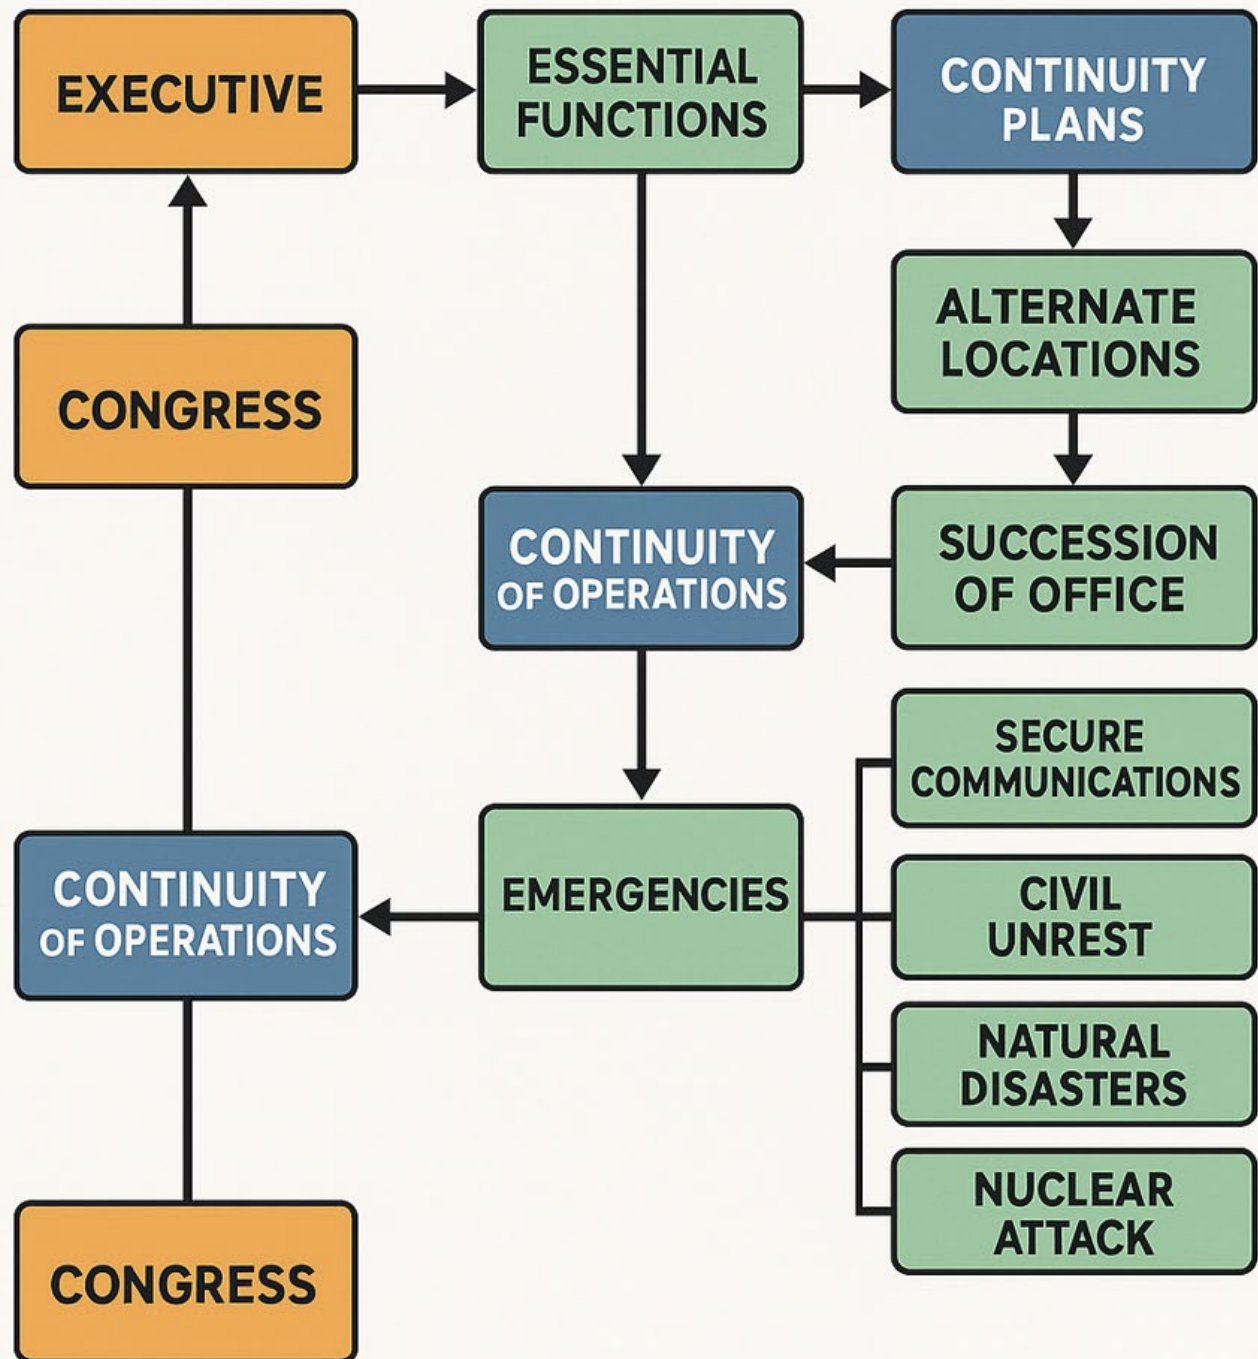 EXECUTIVE
ESSENTIAL
FUNCTIONS
CONTINUITY
PLANS
ALTERNATE
LOCATIONS
CONGRESS
CONTINUITY
OF OPERATIONS
SUCCESSION
OF OFFICE
SECURE
COMMUNICATIONS
CONTINUITY
OF OPERATIONS
EMERGENCIES
CIVIL
UNREST
NATURAL
DISASTERS
NUCLEAR
ATTACK
CONGRESS